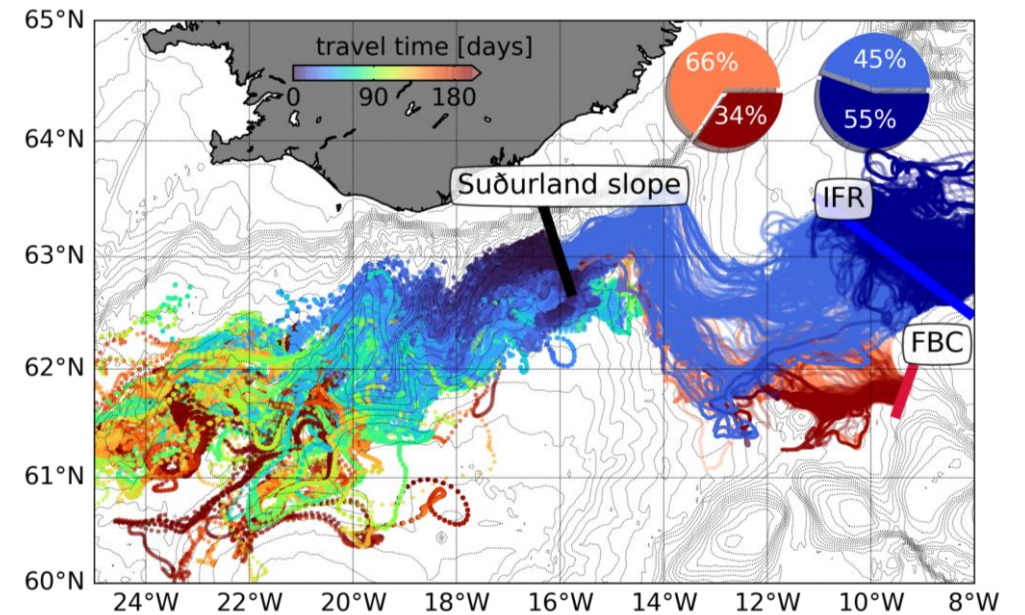 65°N
64°N
63°N
62°N
61°N
60°N
travel time [days]
0 90 180
66%
34%
45%
55%
Suðurland slope
IFR
FBC
24°W 22°W 20°W 18°W 16°W 14°W 12°W 10°W 8°W